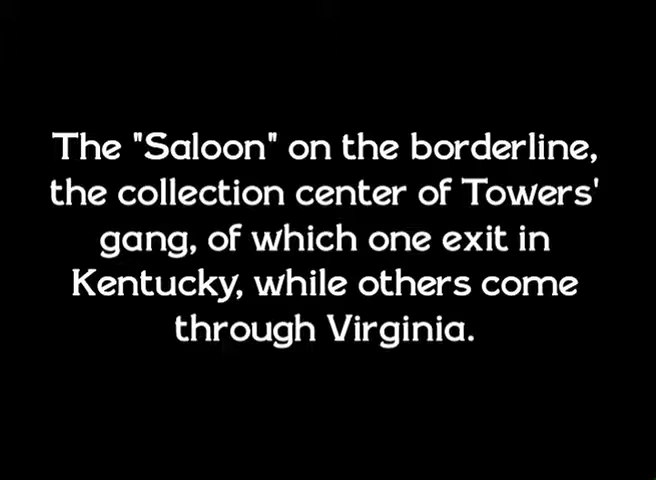 The "Saloon" on the borderline,
the collection center of Towers'
gang, of which one exit in
Kentucky, while others come
through Virginia.